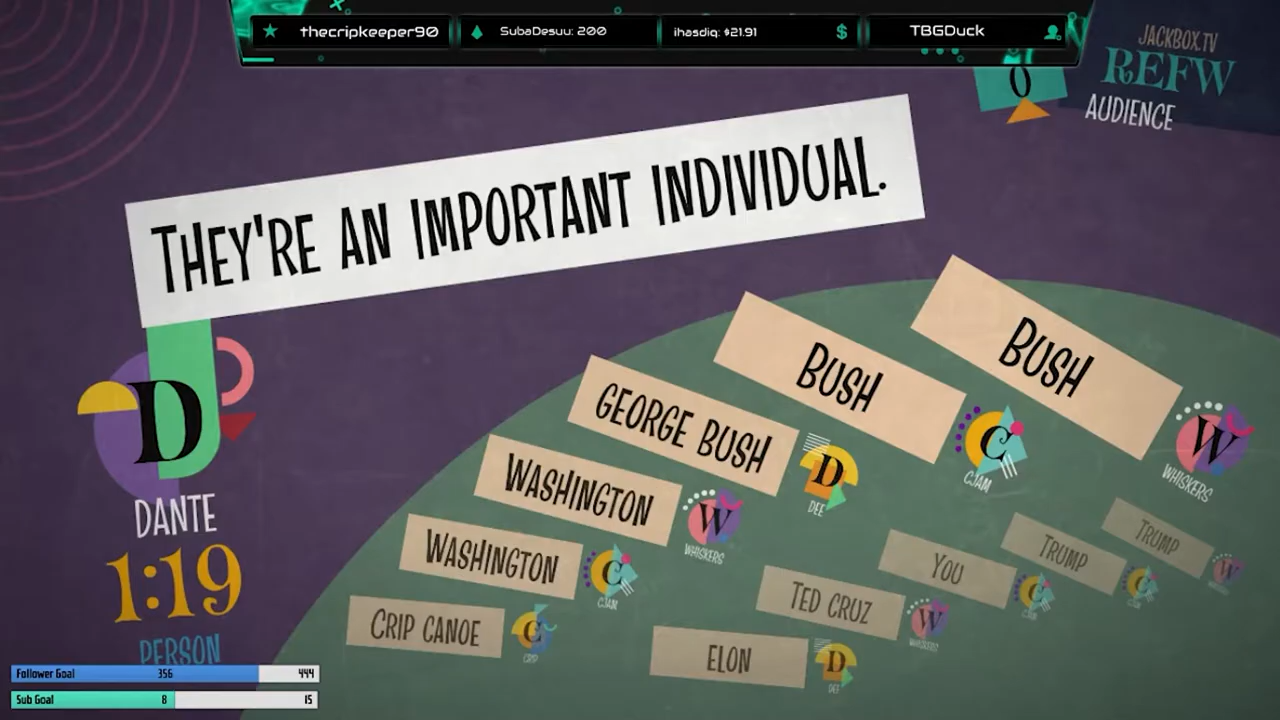 thecripkeeper90
SubaDesuu: 200
ihasdiq: $21.91
$
TBGDuck
JACKBOX.TV
REFW
AUDIENCE
0
THEY'RE AN IMPORTANT INDIVIDUAL.
D
DANTE
1:19
PERSON
BUSH
W
WHISKERS
BUSH
C
CJAM
GEORGE BUSH
D
DEE
WASHINGTON
W
WHISKERS
WASHINGTON
C
CJAM
CRIP CANOE
C
CRIP
TRUMP
W
TRUMP
C
YOU
C
CJAM
TED CRUZ
W
WHISKERS
ELON
D
DEE
Follower Goal 356 444
Sub Goal 8 15